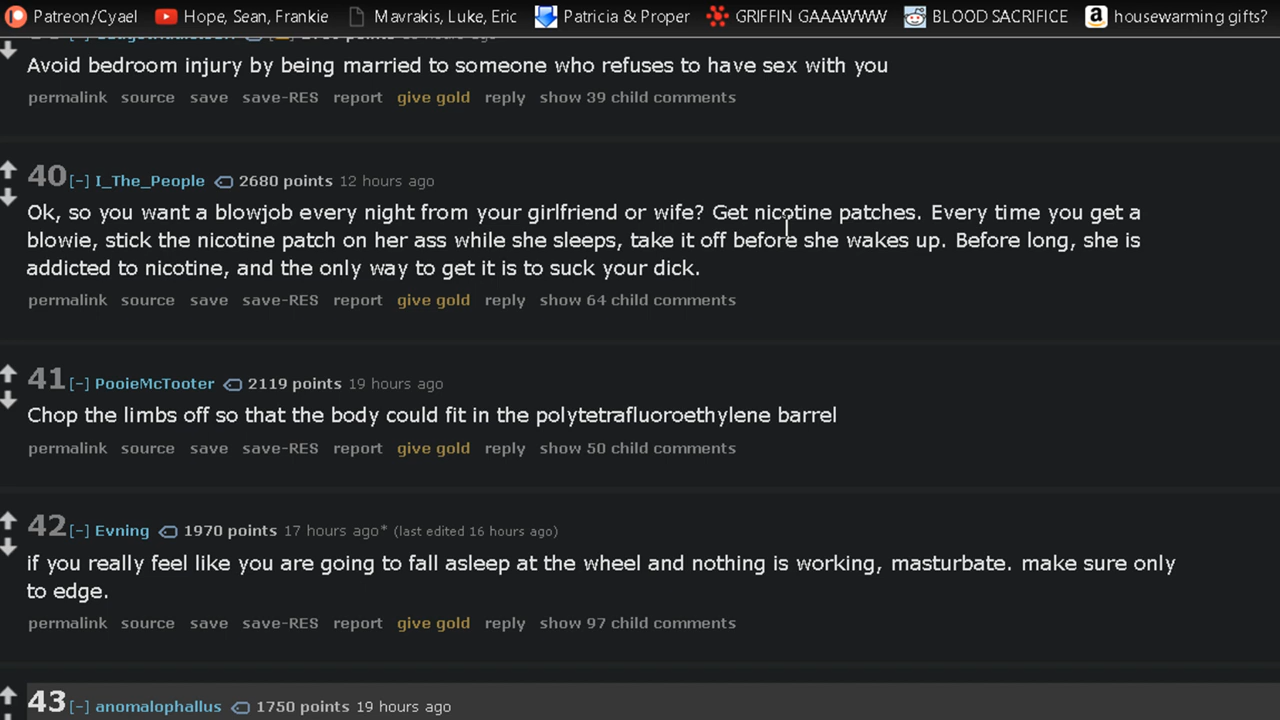 Patreon/Cyael Hope, Sean, Frankie Mavrakis, Luke, Eric Patricia & Proper GRIFFIN GAAAWWW BLOOD SACRIFICE housewarming gifts?
Avoid bedroom injury by being married to someone who refuses to have sex with you
permalink source save save-RES report give gold reply show 39 child comments
40 [-] I_The_People 2680 points 12 hours ago
Ok, so you want a blowjob every night from your girlfriend or wife? Get nicotine patches. Every time you get a
blowie, stick the nicotine patch on her ass while she sleeps, take it off before she wakes up. Before long, she is
addicted to nicotine, and the only way to get it is to suck your dick.
permalink source save save-RES report give gold reply show 64 child comments
41 [-] PooieMcTooter 2119 points 19 hours ago
Chop the limbs off so that the body could fit in the polytetrafluoroethylene barrel
permalink source save save-RES report give gold reply show 50 child comments
42 [-] Evning 1970 points 17 hours ago* (last edited 16 hours ago)
if you really feel like you are going to fall asleep at the wheel and nothing is working, masturbate. make sure only
to edge.
permalink source save save-RES report give gold reply show 97 child comments
43 [-] anomalophallus 1750 points 19 hours ago